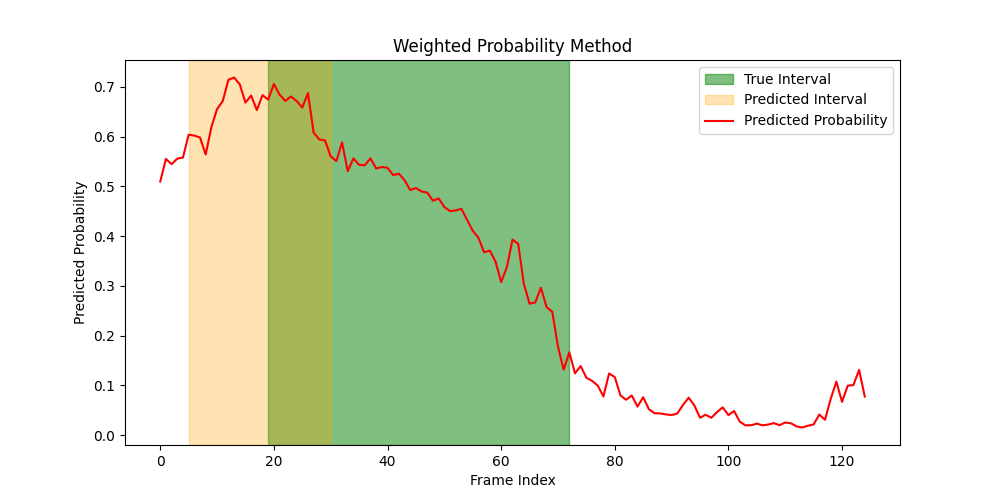 Weighted Probability Method
True Interval
Predicted Interval
Predicted Probability
Predicted Probability
0.7
0.6
0.5
0.4
0.3
0.2
0.1
0.0
0 20 40 60 80 100 120
Frame Index